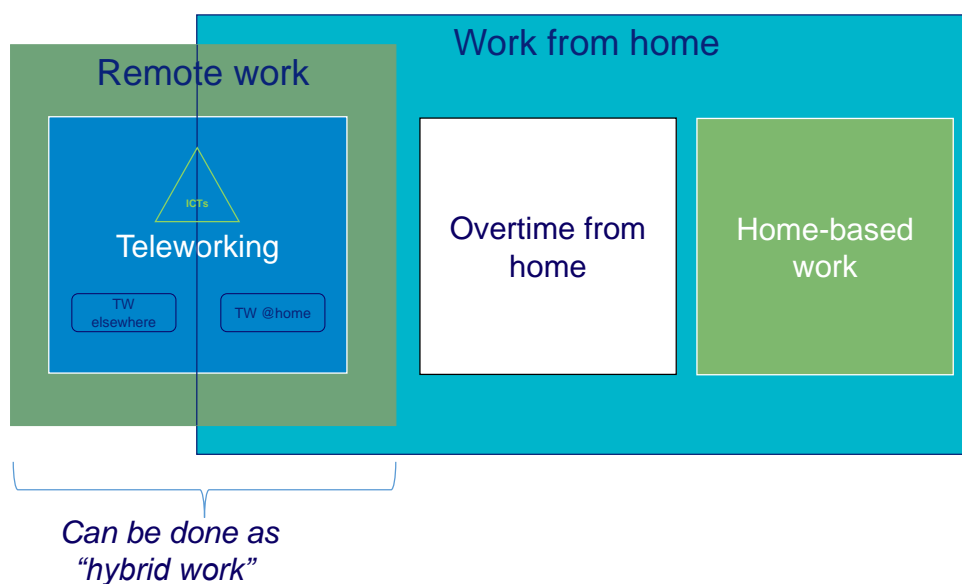 Work from home
Remote work
ICTs
Teleworking
TW
elsewhere
TW @home
Overtime from
home
Home-based
work
Can be done as
“hybrid work”